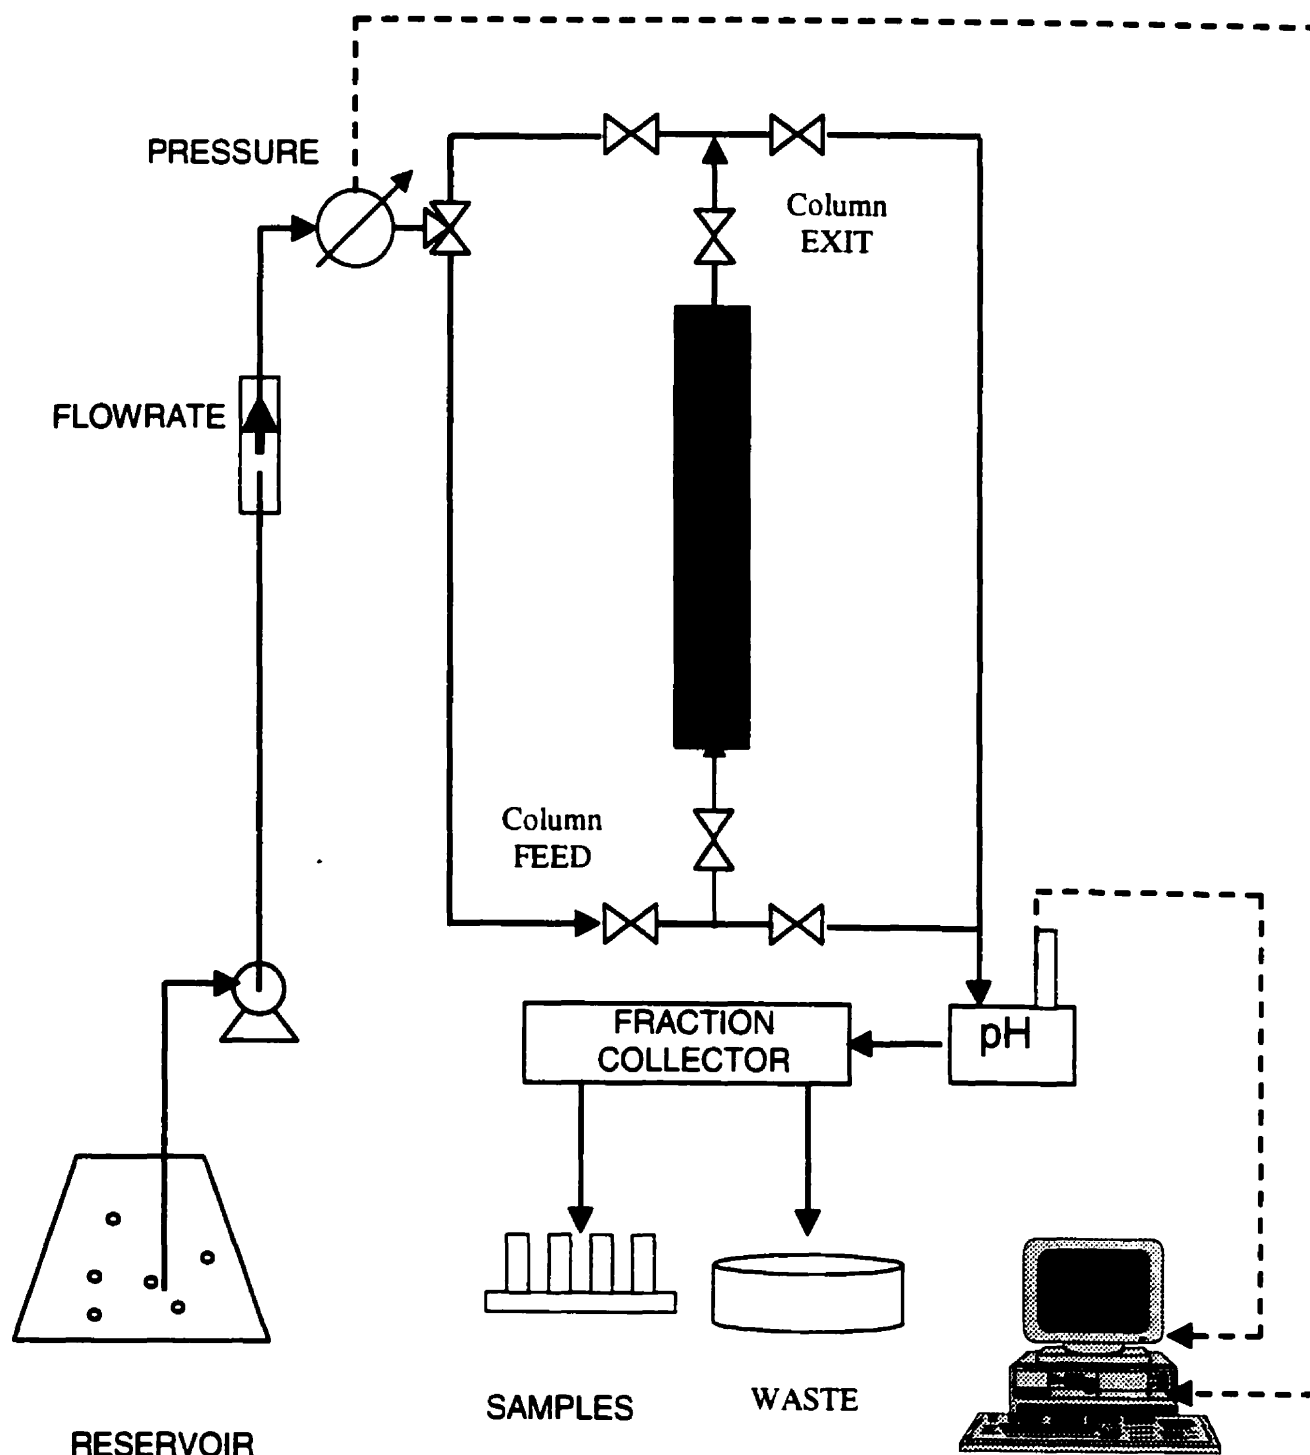 PRESSURE
Column
EXIT
FLOWRATE
Column
FEED
FRACTION
COLLECTOR
pH
SAMPLES
WASTE
RESERVOIR